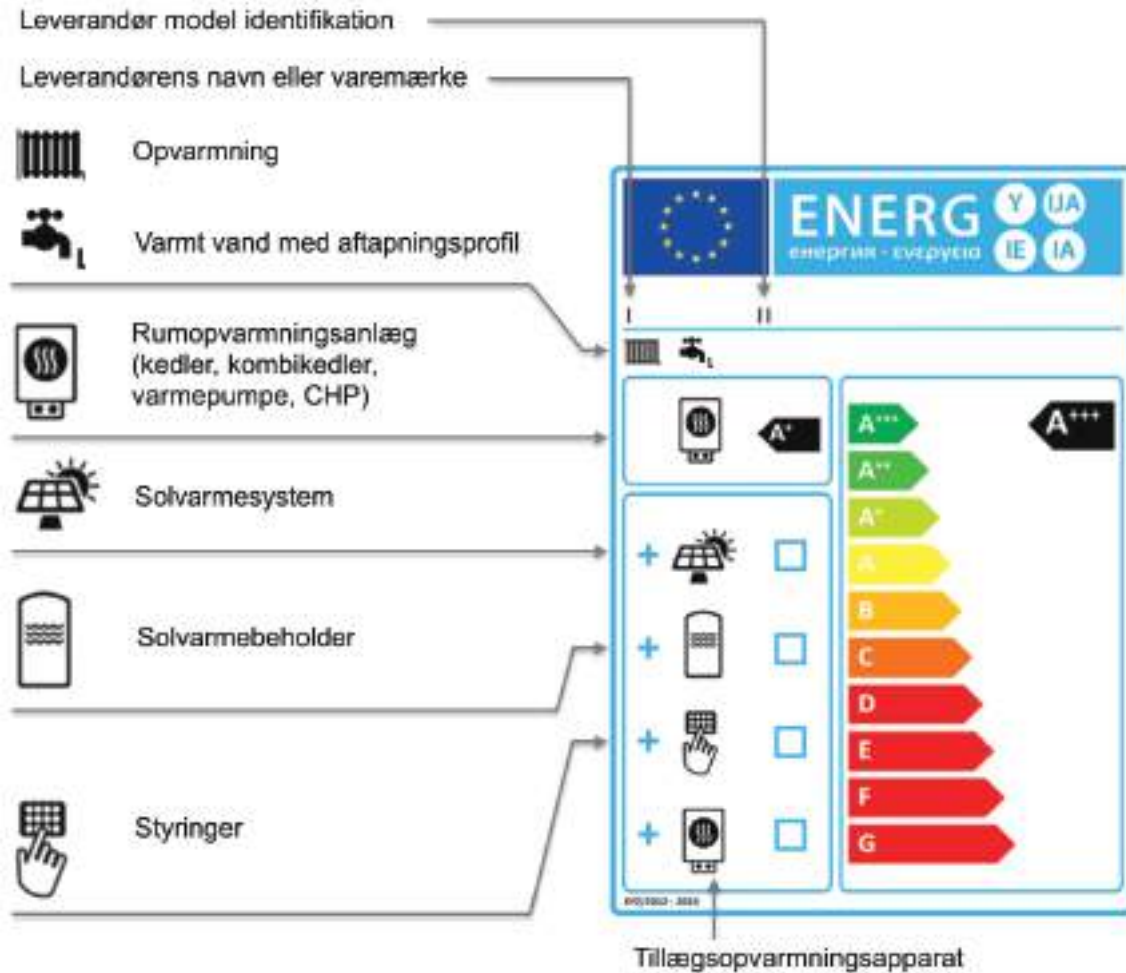 Leverandør model identifikation
Leverandørens navn eller varemærke
Opvarmning
Varmt vand med aftapningsprofil
Rumopvarmningsanlæg
(kedler, kombikedler,
varmepumpe, CHP)
Solvarmesystem
Solvarmebeholder
Styringer
ENERG
енергия · ενεργεια
Y IJA
IE IA
I II
A+
A+++
A+++
A++
A+
A
B
C
D
E
F
G
+
+
+
+
Tillægsopvarmningsapparat